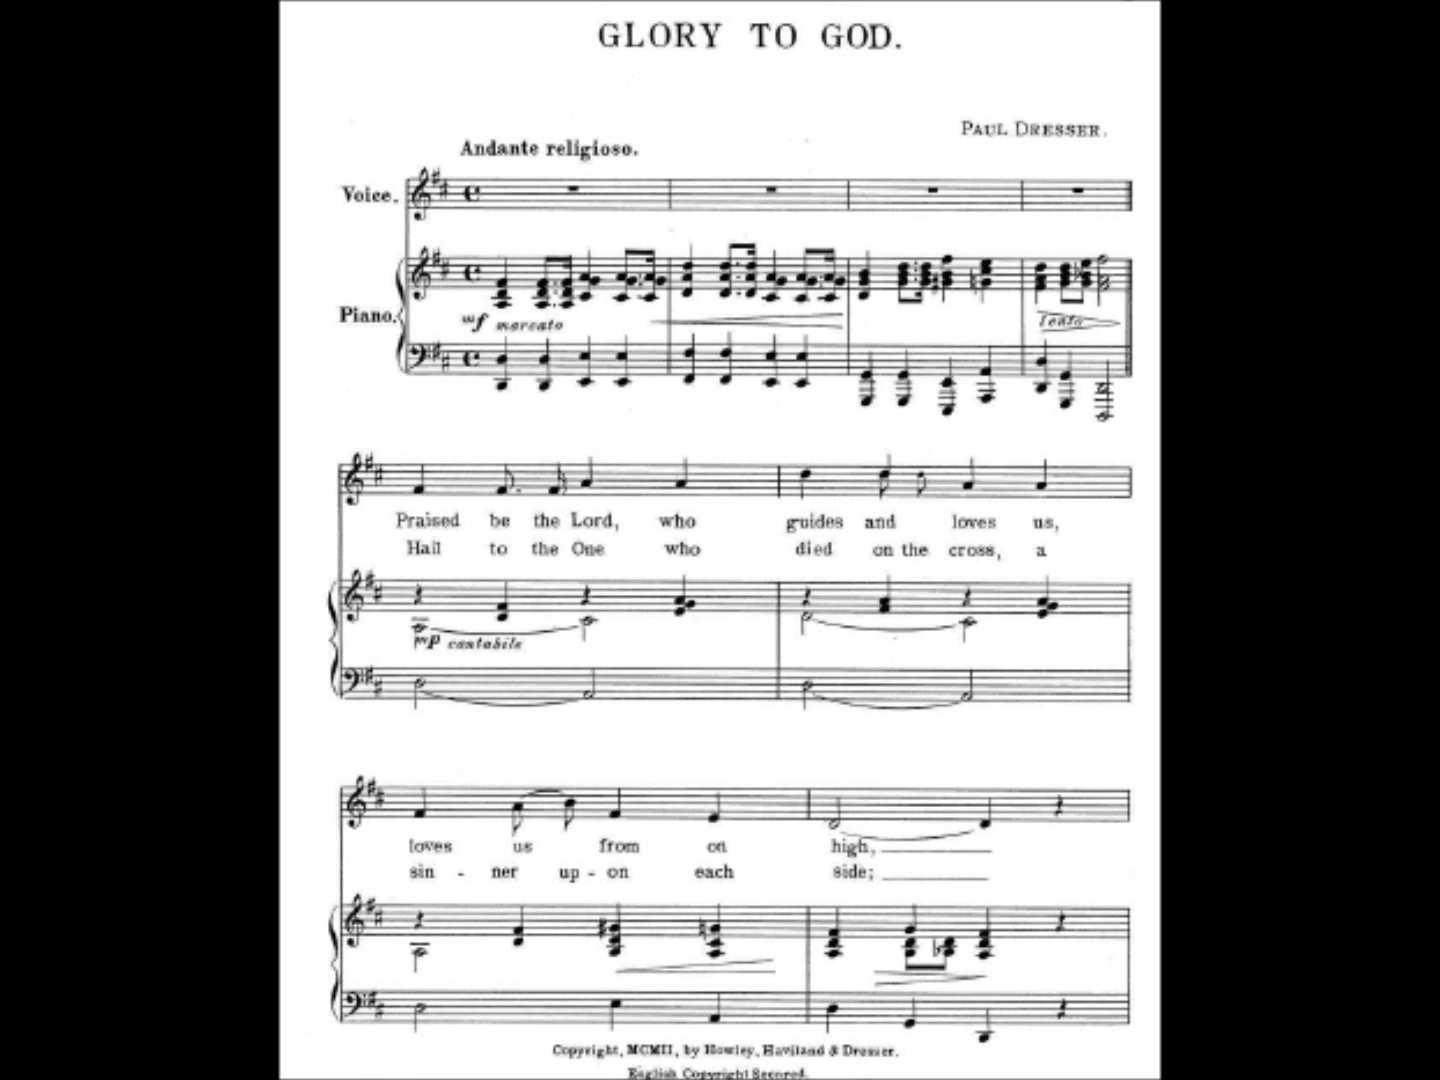 GLORY TO GOD.
PAUL DRESSER.
Andante religioso.
Voice.
Piano.
mf marcato
lento
Praised be the Lord, who guides and loves us,
Hail to the One who died on the cross, a
mp cantabile
loves us from on high,
sin - ner up - on each side;
Copyright, MCMII, by Howley, Haviland & Dresser.
English Copyright Secured.